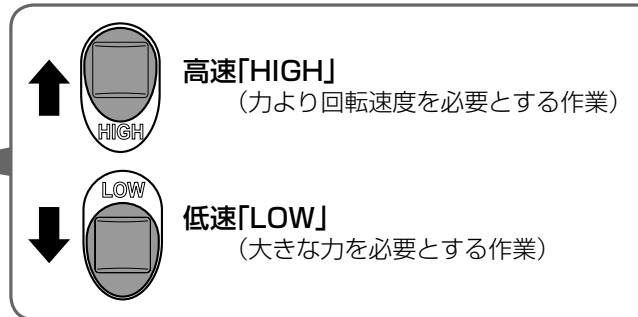 HIGH
高速「HIGH」
（力より回転速度を必要とする作業）
LOW
低速「LOW」
（大きな力を必要とする作業）